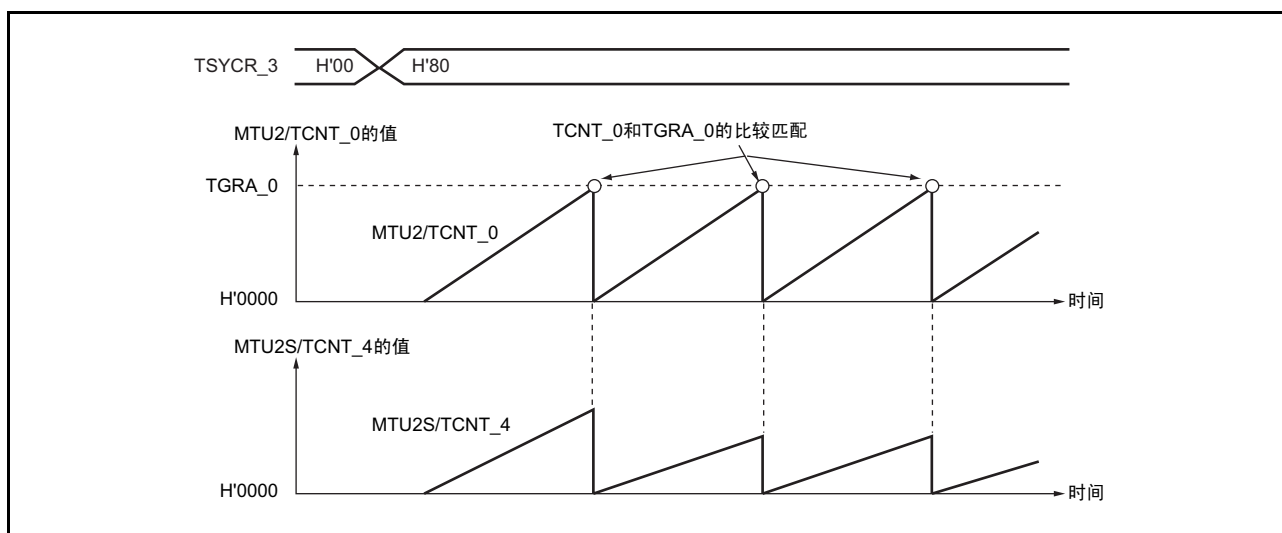 TSYCR_3 H'00 H'80
MTU2/TCNT_0的值
TCNT_0和TGRA_0的比较匹配
TGRA_0
MTU2/TCNT_0
H'0000
时间
MTU2S/TCNT_4的值
MTU2S/TCNT_4
H'0000
时间